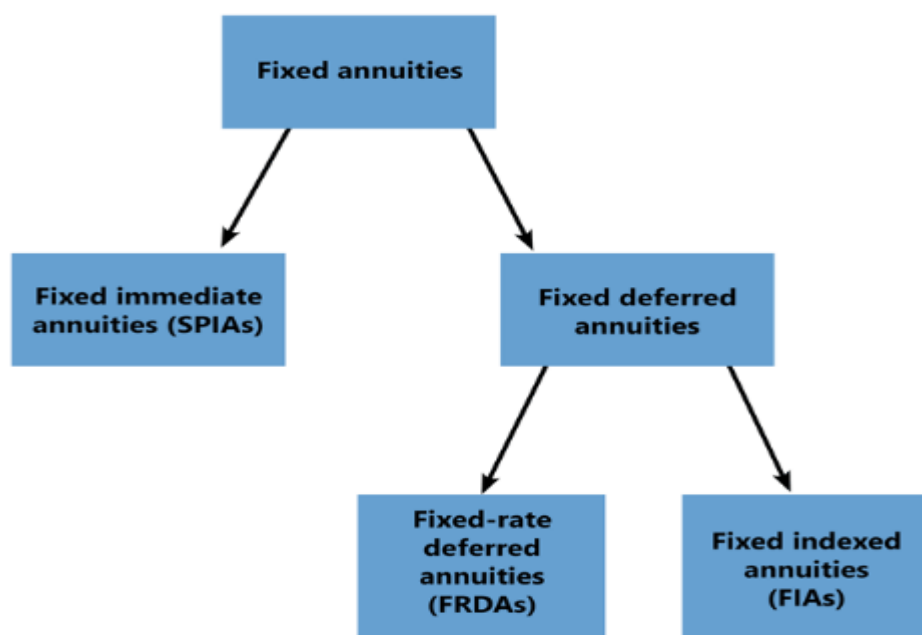 Fixed annuities
Fixed immediate
annuities (SPIAs)
Fixed deferred
annuities
Fixed-rate
deferred
annuities
(FRDAs)
Fixed indexed
annuities
(FIAs)